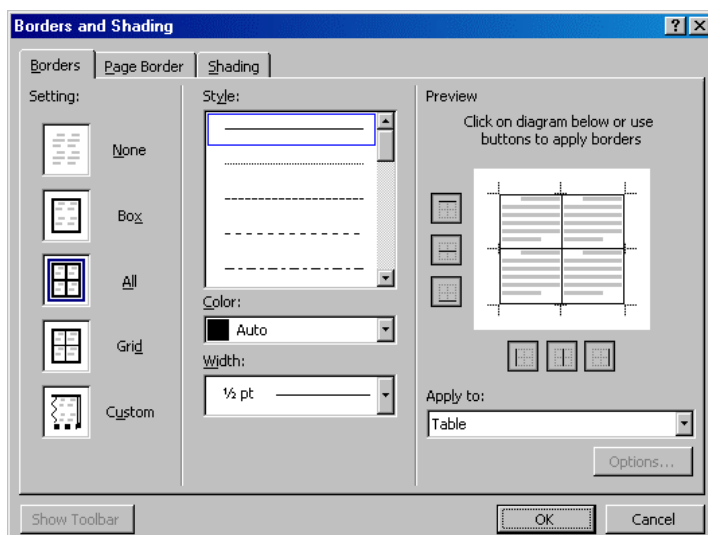 Borders and Shading
Borders
Page Border
Shading
Setting:
None
Box
All
Grid
Custom
Style:
Color:
Auto
Width:
½ pt
Preview
Click on diagram below or use
buttons to apply borders
Apply to:
Table
Options...
Show Toolbar
OK
Cancel